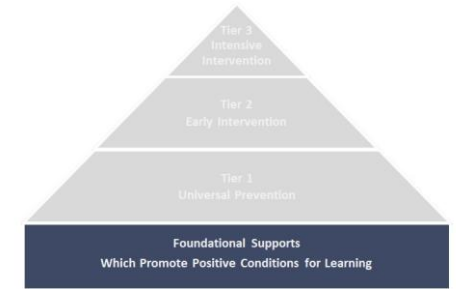 Tier 3
Intensive
Intervention
Tier 2
Early Intervention
Tier 1
Universal Prevention
Foundational Supports
Which Promote Positive Conditions for Learning